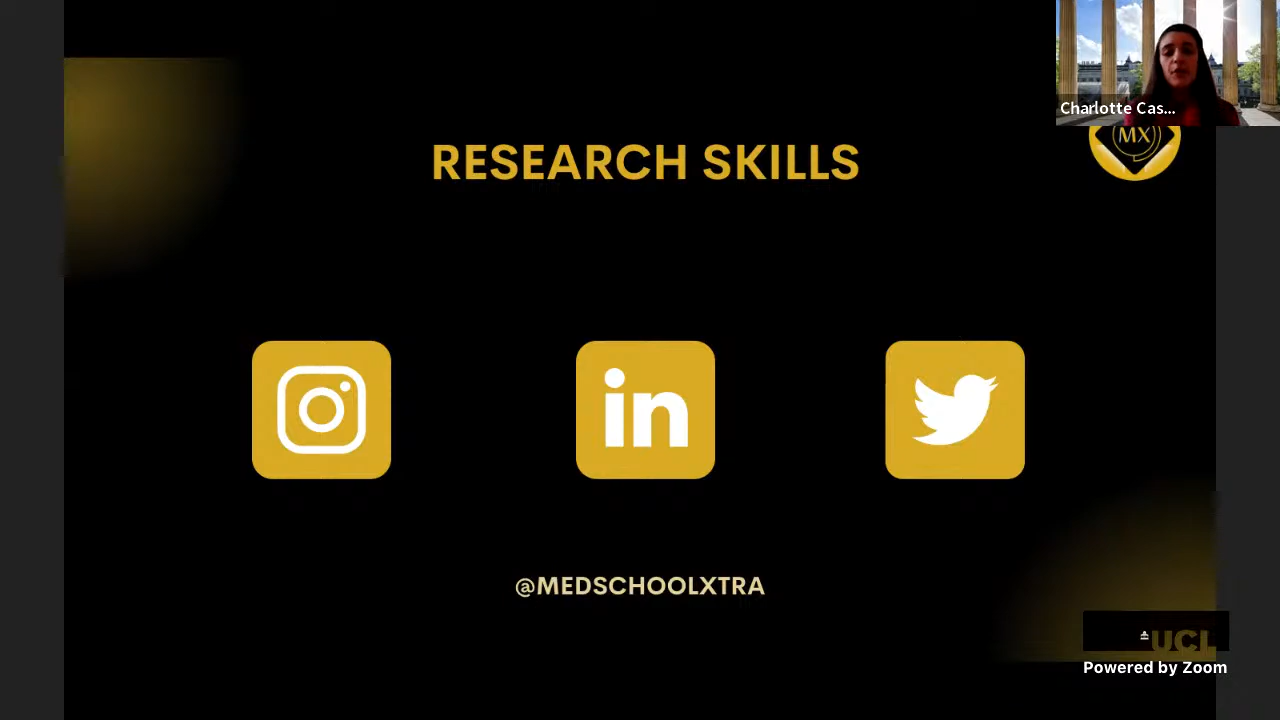 Charlotte Cas...
MX
RESEARCH SKILLS
in
@MEDSCHOOLXTRA
UCL
Powered by Zoom